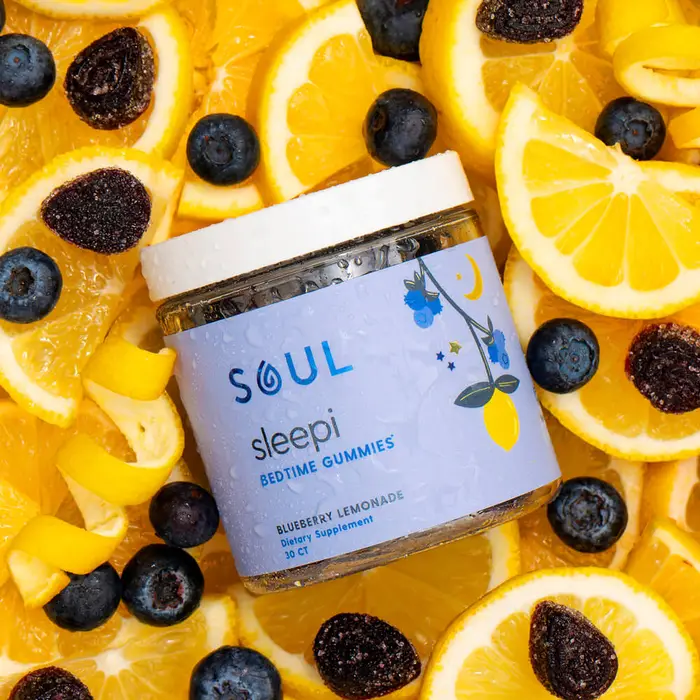 SOUL
sleepi
BEDTIME GUMMIES
BLUEBERRY LEMONADE
Dietary Supplement
30 CT